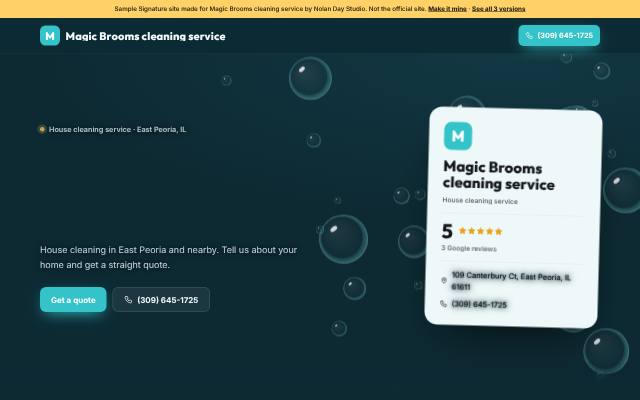 Sample Signature site made for Magic Brooms cleaning service by Nolan Day Studio. Not the official site. Make it mine · See all 3 versions
M Magic Brooms cleaning service
(309) 645-1725
House cleaning service · East Peoria, IL
House cleaning in East Peoria and nearby. Tell us about your
home and get a straight quote.
Get a quote
(309) 645-1725
M
Magic Brooms
cleaning service
House cleaning service
5
3 Google reviews
109 Canterbury Ct, East Peoria, IL
61611
(309) 645-1725